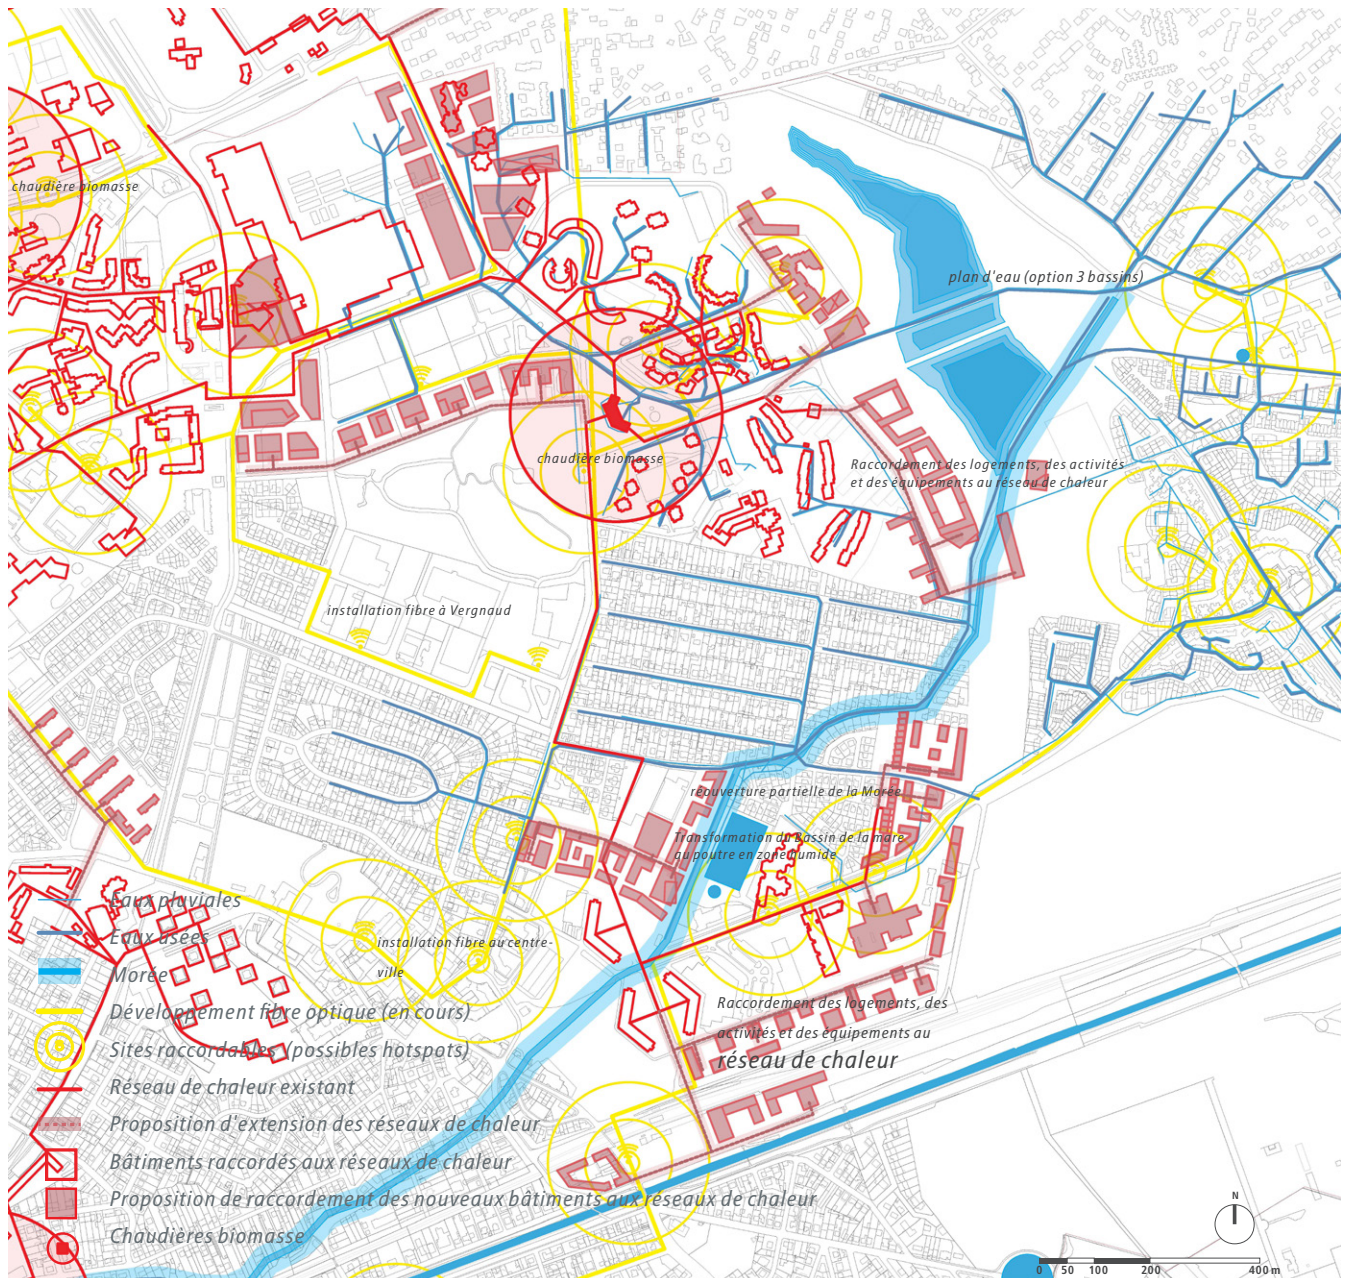 chaudière biomasse
plan d'eau (option 3 bassins)
chaudière biomasse
Raccordement des logements, des activités
et des équipements au réseau de chaleur
installation fibre à Vergnaud
réouverture partielle de la Morée
Transformation du Bassin de la mare
qu poutre en zone humide
installation fibre au centre-
ville
Raccordement des logements, des
activités et des équipements au
réseau de chaleur
Eaux pluviales
Eaux usées
Morée
Développement fibre optique (en cours)
Sites raccordables (possibles hotspots)
Réseau de chaleur existant
Proposition d'extension des réseaux de chaleur
Bâtiments raccordés aux réseaux de chaleur
Proposition de raccordement des nouveaux bâtiments aux réseaux de chaleur
Chaudières biomasse
N
0 50 100 200 400 m